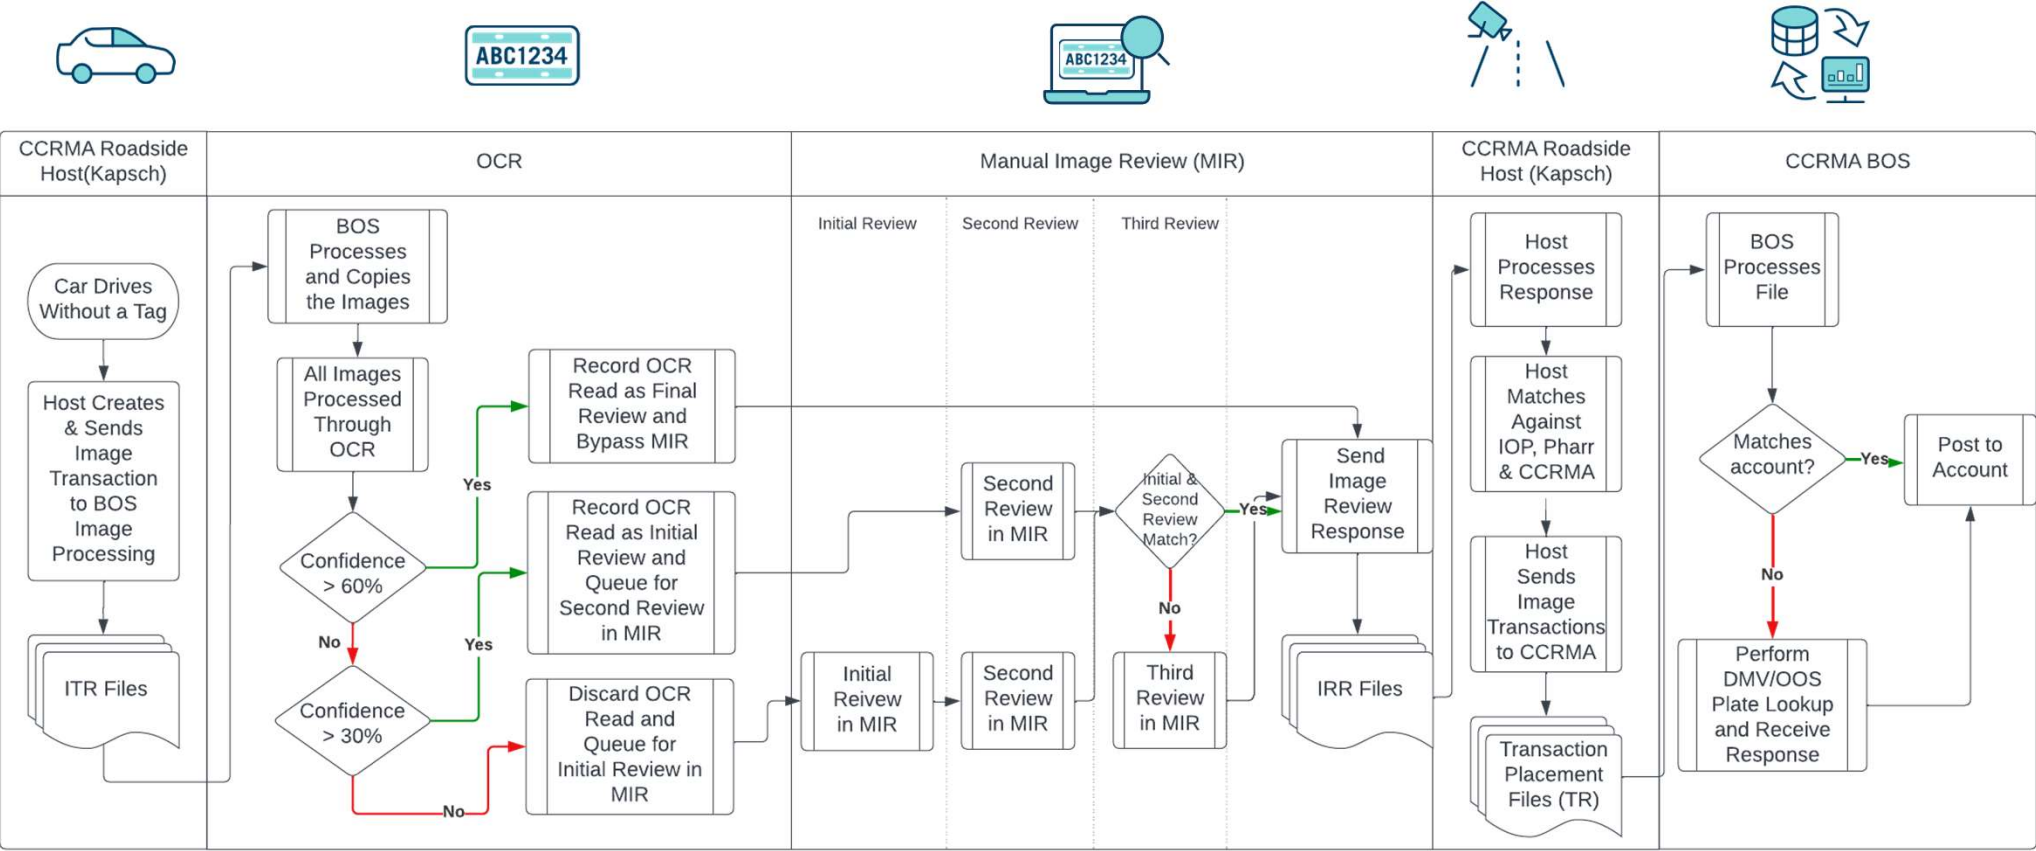 ABC1234
ABC1234
CCRMA Roadside
Host(Kapsch)
OCR
Manual Image Review (MIR)
CCRMA Roadside
Host (Kapsch)
CCRMA BOS
Car Drives
Without a Tag
Host Creates
& Sends
Image
Transaction
to BOS
Image
Processing
ITR Files
BOS
Processes
and Copies
the Images
All Images
Processed
Through
OCR
Confidence
> 60%
Yes
No
Confidence
> 30%
Yes
No
Record OCR
Read as Final
Review and
Bypass MIR
Record OCR
Read as Initial
Review and
Queue for
Second Review
in MIR
Discard OCR
Read and
Queue for
Initial Review in
MIR
Initial Review
Second Review
Third Review
Initial
Reivew
in MIR
Second
Review
in MIR
Second
Review
in MIR
Initial &
Second
Review
Match?
Yes
No
Third
Review
in MIR
Send
Image
Review
Response
IRR Files
Host
Processes
Response
Host
Matches
Against
IOP, Pharr
& CCRMA
Host
Sends
Image
Transactions
to CCRMA
Transaction
Placement
Files (TR)
BOS
Processes
File
Matches
account?
Yes
No
Post to
Account
Perform
DMV/OOS
Plate Lookup
and Receive
Response